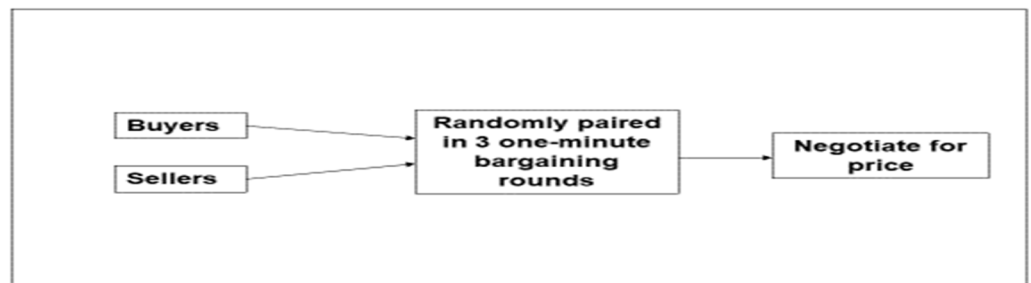 Buyers
Sellers
Randomly paired
in 3 one-minute
bargaining
rounds
Negotiate for
price